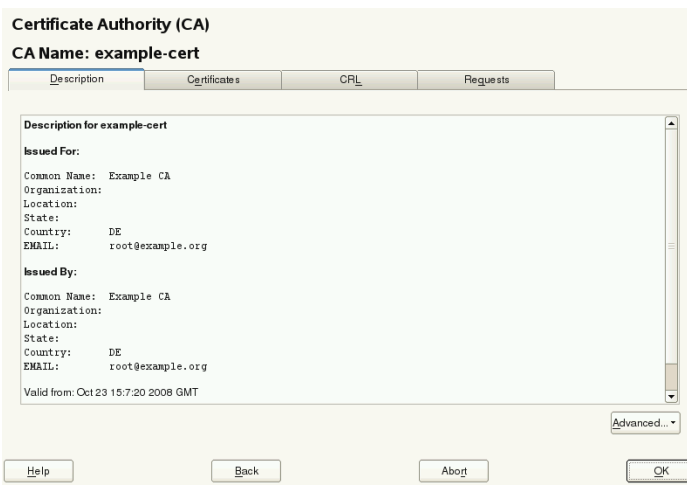 Certificate Authority (CA)
CA Name: example-cert
Description Certificates CRL Requests
Description for example-cert
Issued For:
Common Name: Example CA
Organization:
Location:
State:
Country: DE
EMAIL: root@example.org
Issued By:
Common Name: Example CA
Organization:
Location:
State:
Country: DE
EMAIL: root@example.org
Valid from: Oct 23 15:7:20 2008 GMT
Advanced...
Help Back Abort OK